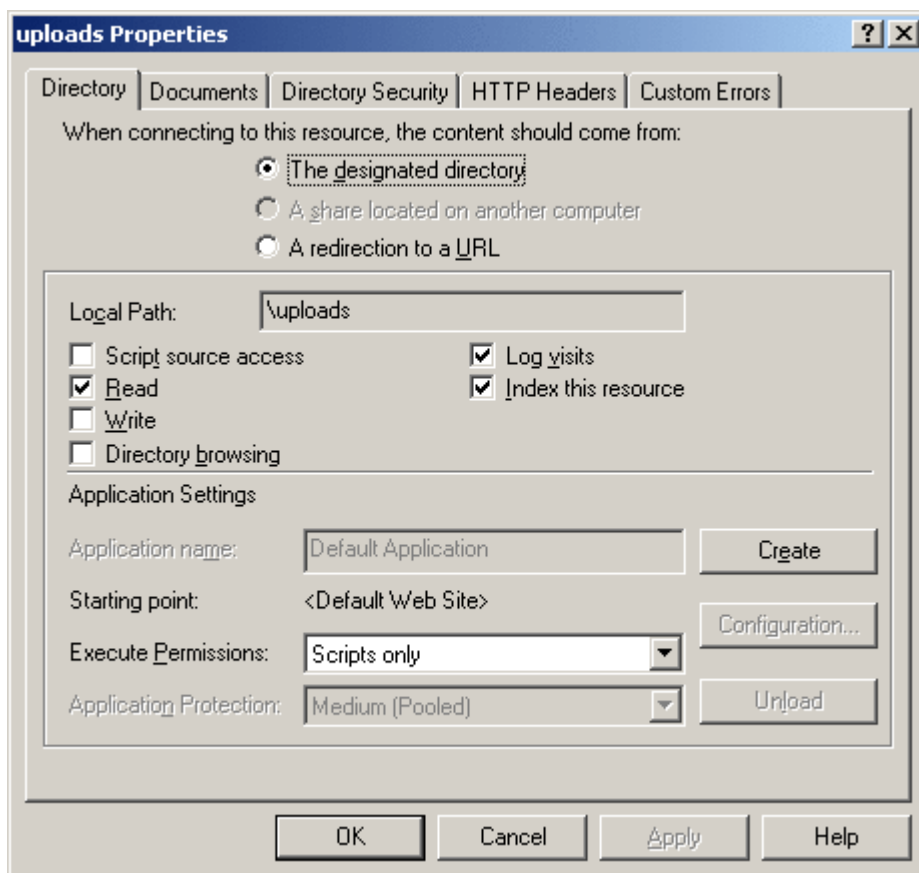 uploads Properties
Directory Documents Directory Security HTTP Headers Custom Errors
When connecting to this resource, the content should come from:
The designated directory
A share located on another computer
A redirection to a URL
Local Path: \uploads
Script source access Log visits
Read Index this resource
Write
Directory browsing
Application Settings
Application name: Default Application Create
Starting point: <Default Web Site>
Configuration...
Execute Permissions: Scripts only
Application Protection: Medium (Pooled) Unload
OK Cancel Apply Help